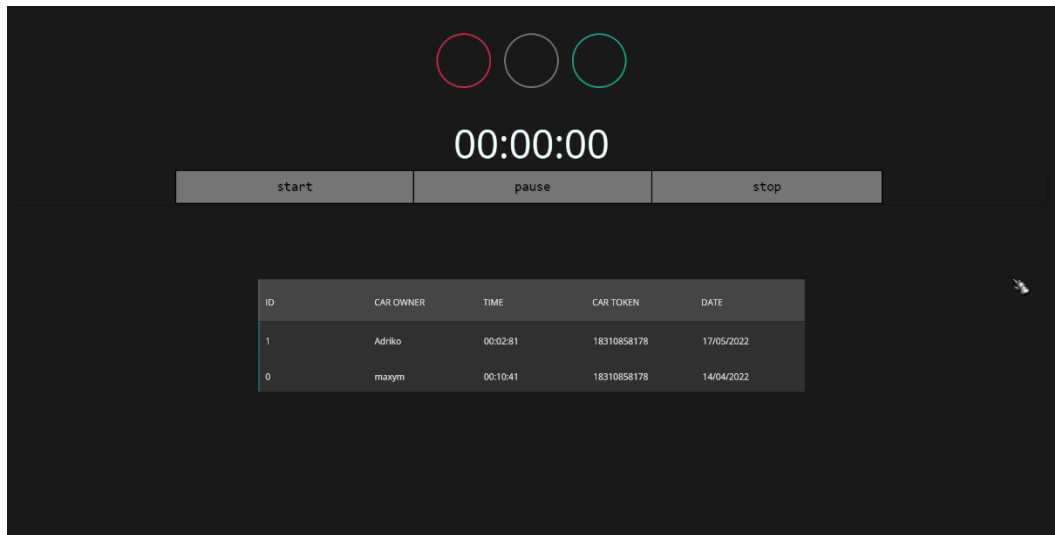 00:00:00
start pause stop
ID CAR OWNER TIME CAR TOKEN DATE
1 Adriko 00:02:81 18310858178 17/05/2022
0 maxym 00:10:41 18310858178 14/04/2022